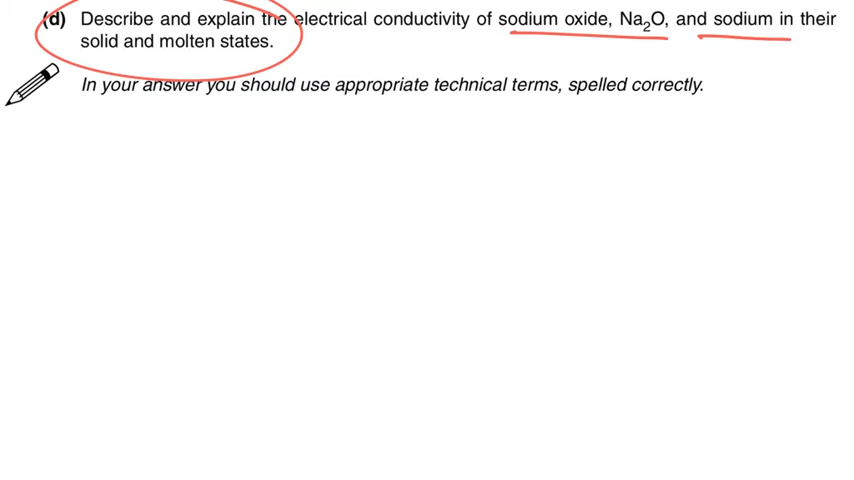 (d) Describe and explain the electrical conductivity of sodium oxide, Na₂O, and sodium in their
solid and molten states.
In your answer you should use appropriate technical terms, spelled correctly.